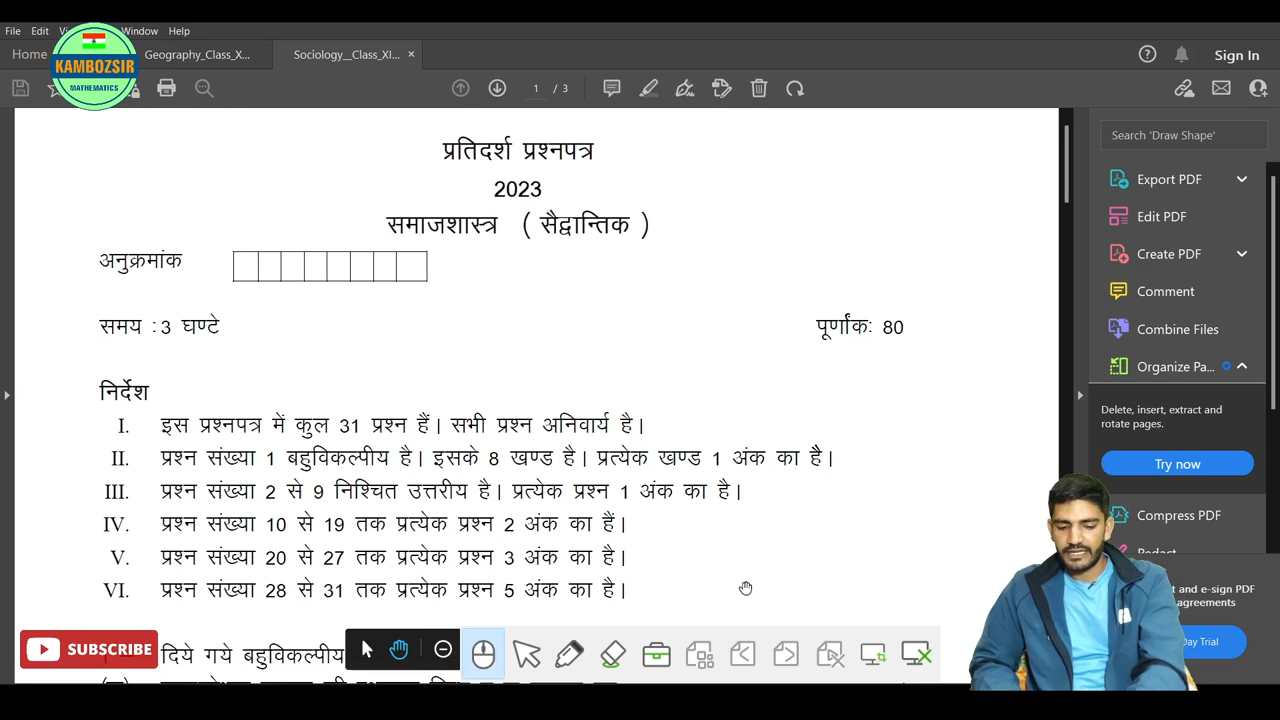 File Edit Window Help
Home Geography_Class_X... Sociology__Class_XI... × Sign In
KAMBOZSIR
MATHEMATICS
1 / 3
Search 'Draw Shape'
Export PDF
Edit PDF
Create PDF
Comment
Combine Files
Organize Pa...
Delete, insert, extract and
rotate pages.
Try now
Compress PDF
प्रतिदर्श प्रश्नपत्र
2023
समाजशास्त्र ( सैद्वान्तिक )
अनुक्रमांक
समय :3 घण्टे पूर्णांक: 80
निर्देश
I. इस प्रश्नपत्र में कुल 31 प्रश्न हैं। सभी प्रश्न अनिवार्य है।
II. प्रश्न संख्या 1 बहुविकल्पीय है। इसके 8 खण्ड है। प्रत्येक खण्ड 1 अंक का है।
III. प्रश्न संख्या 2 से 9 निश्चित उत्तरीय है। प्रत्येक प्रश्न 1 अंक का है।
IV. प्रश्न संख्या 10 से 19 तक प्रत्येक प्रश्न 2 अंक का हैं।
V. प्रश्न संख्या 20 से 27 तक प्रत्येक प्रश्न 3 अंक का है।
VI. प्रश्न संख्या 28 से 31 तक प्रत्येक प्रश्न 5 अंक का है।
दिये गये बहुविकल्पीय
SUBSCRIBE
and e-sign PDF
agreements
Day Trial